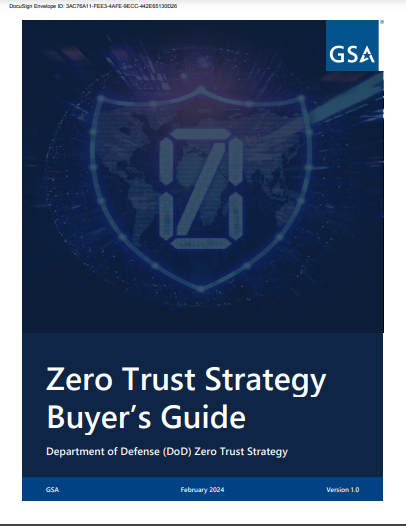 DocuSign Envelope ID: 3AC76A11-FEE3-4AFE-9ECC-442E65130D26
GSA
Zero Trust Strategy
Buyer's Guide
Department of Defense (DoD) Zero Trust Strategy
GSA February 2024 Version 1.0